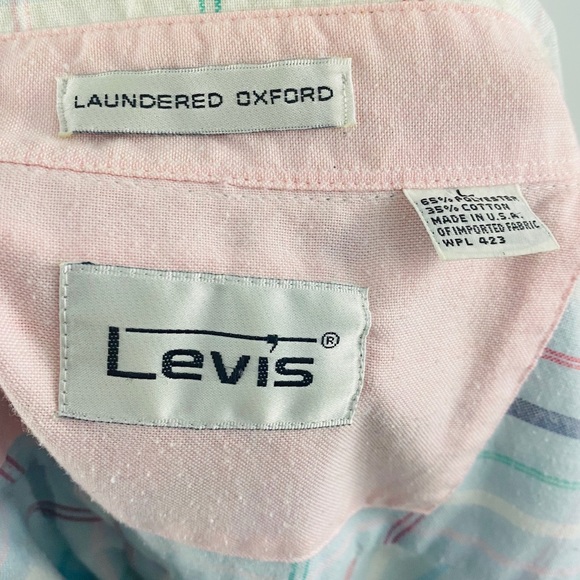 LAUNDERED OXFORD
L
65% POLYESTER
35% COTTON
MADE IN U.S.A.
OF IMPORTED FABRIC
WPL 423
Levi's®